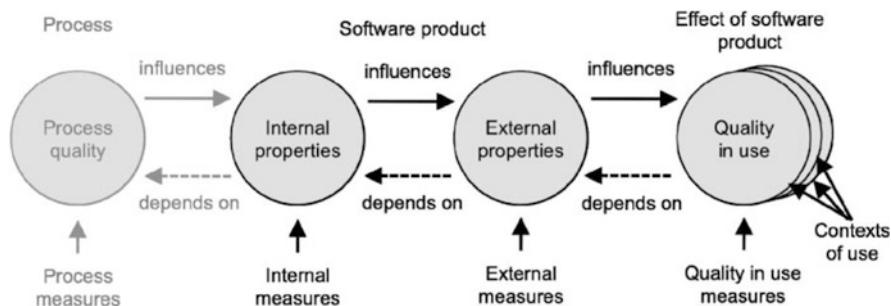 Process
Software product
Effect of software
product
influences
influences
influences
Process
quality
Internal
properties
External
properties
Quality
in use
depends on
depends on
depends on
Contexts
of use
Process
measures
Internal
measures
External
measures
Quality in use
measures